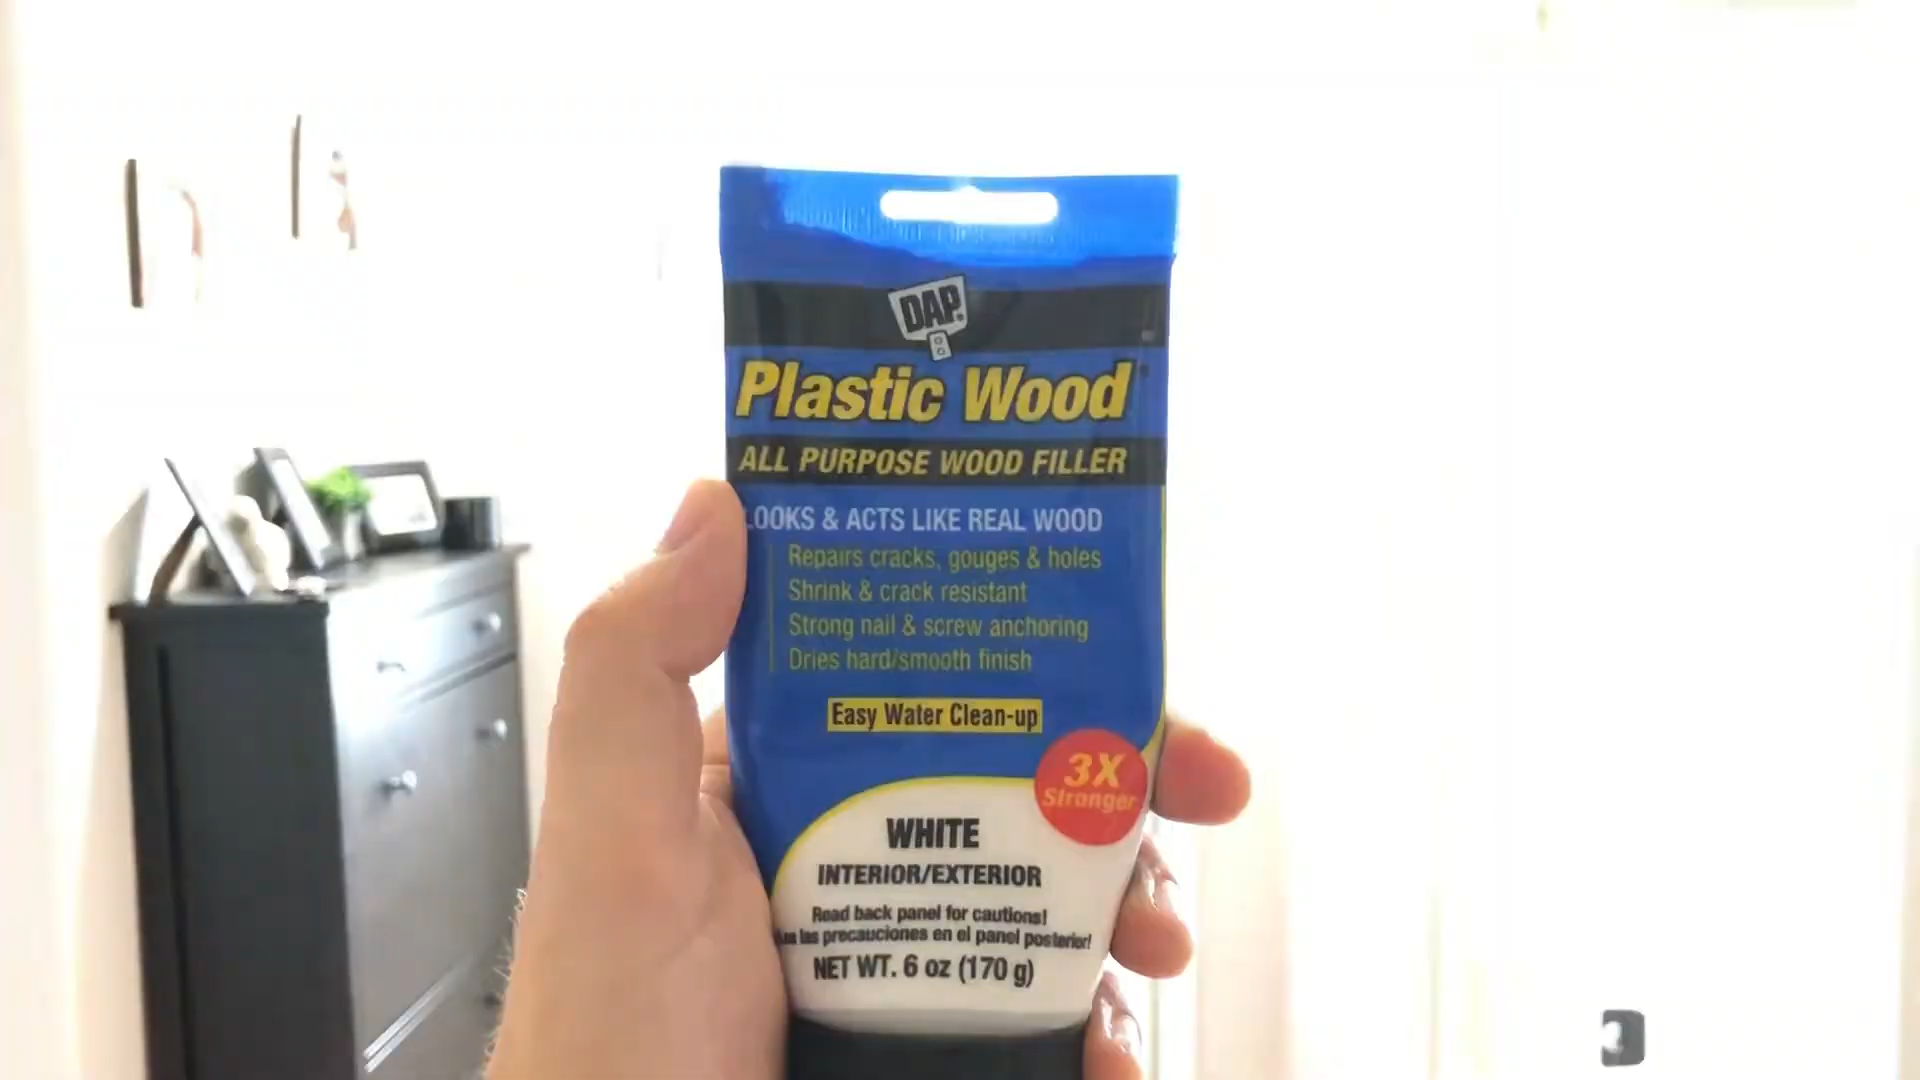 DAP
Plastic Wood
ALL PURPOSE WOOD FILLER
LOOKS & ACTS LIKE REAL WOOD
Repairs cracks, gouges & holes
Shrink & crack resistant
Strong nail & screw anchoring
Dries hard/smooth finish
Easy Water Clean-up
3X
Stronger
WHITE
INTERIOR/EXTERIOR
Read back panel for cautions!
las precauciones en el panel posterior!
NET WT. 6 oz (170 g)